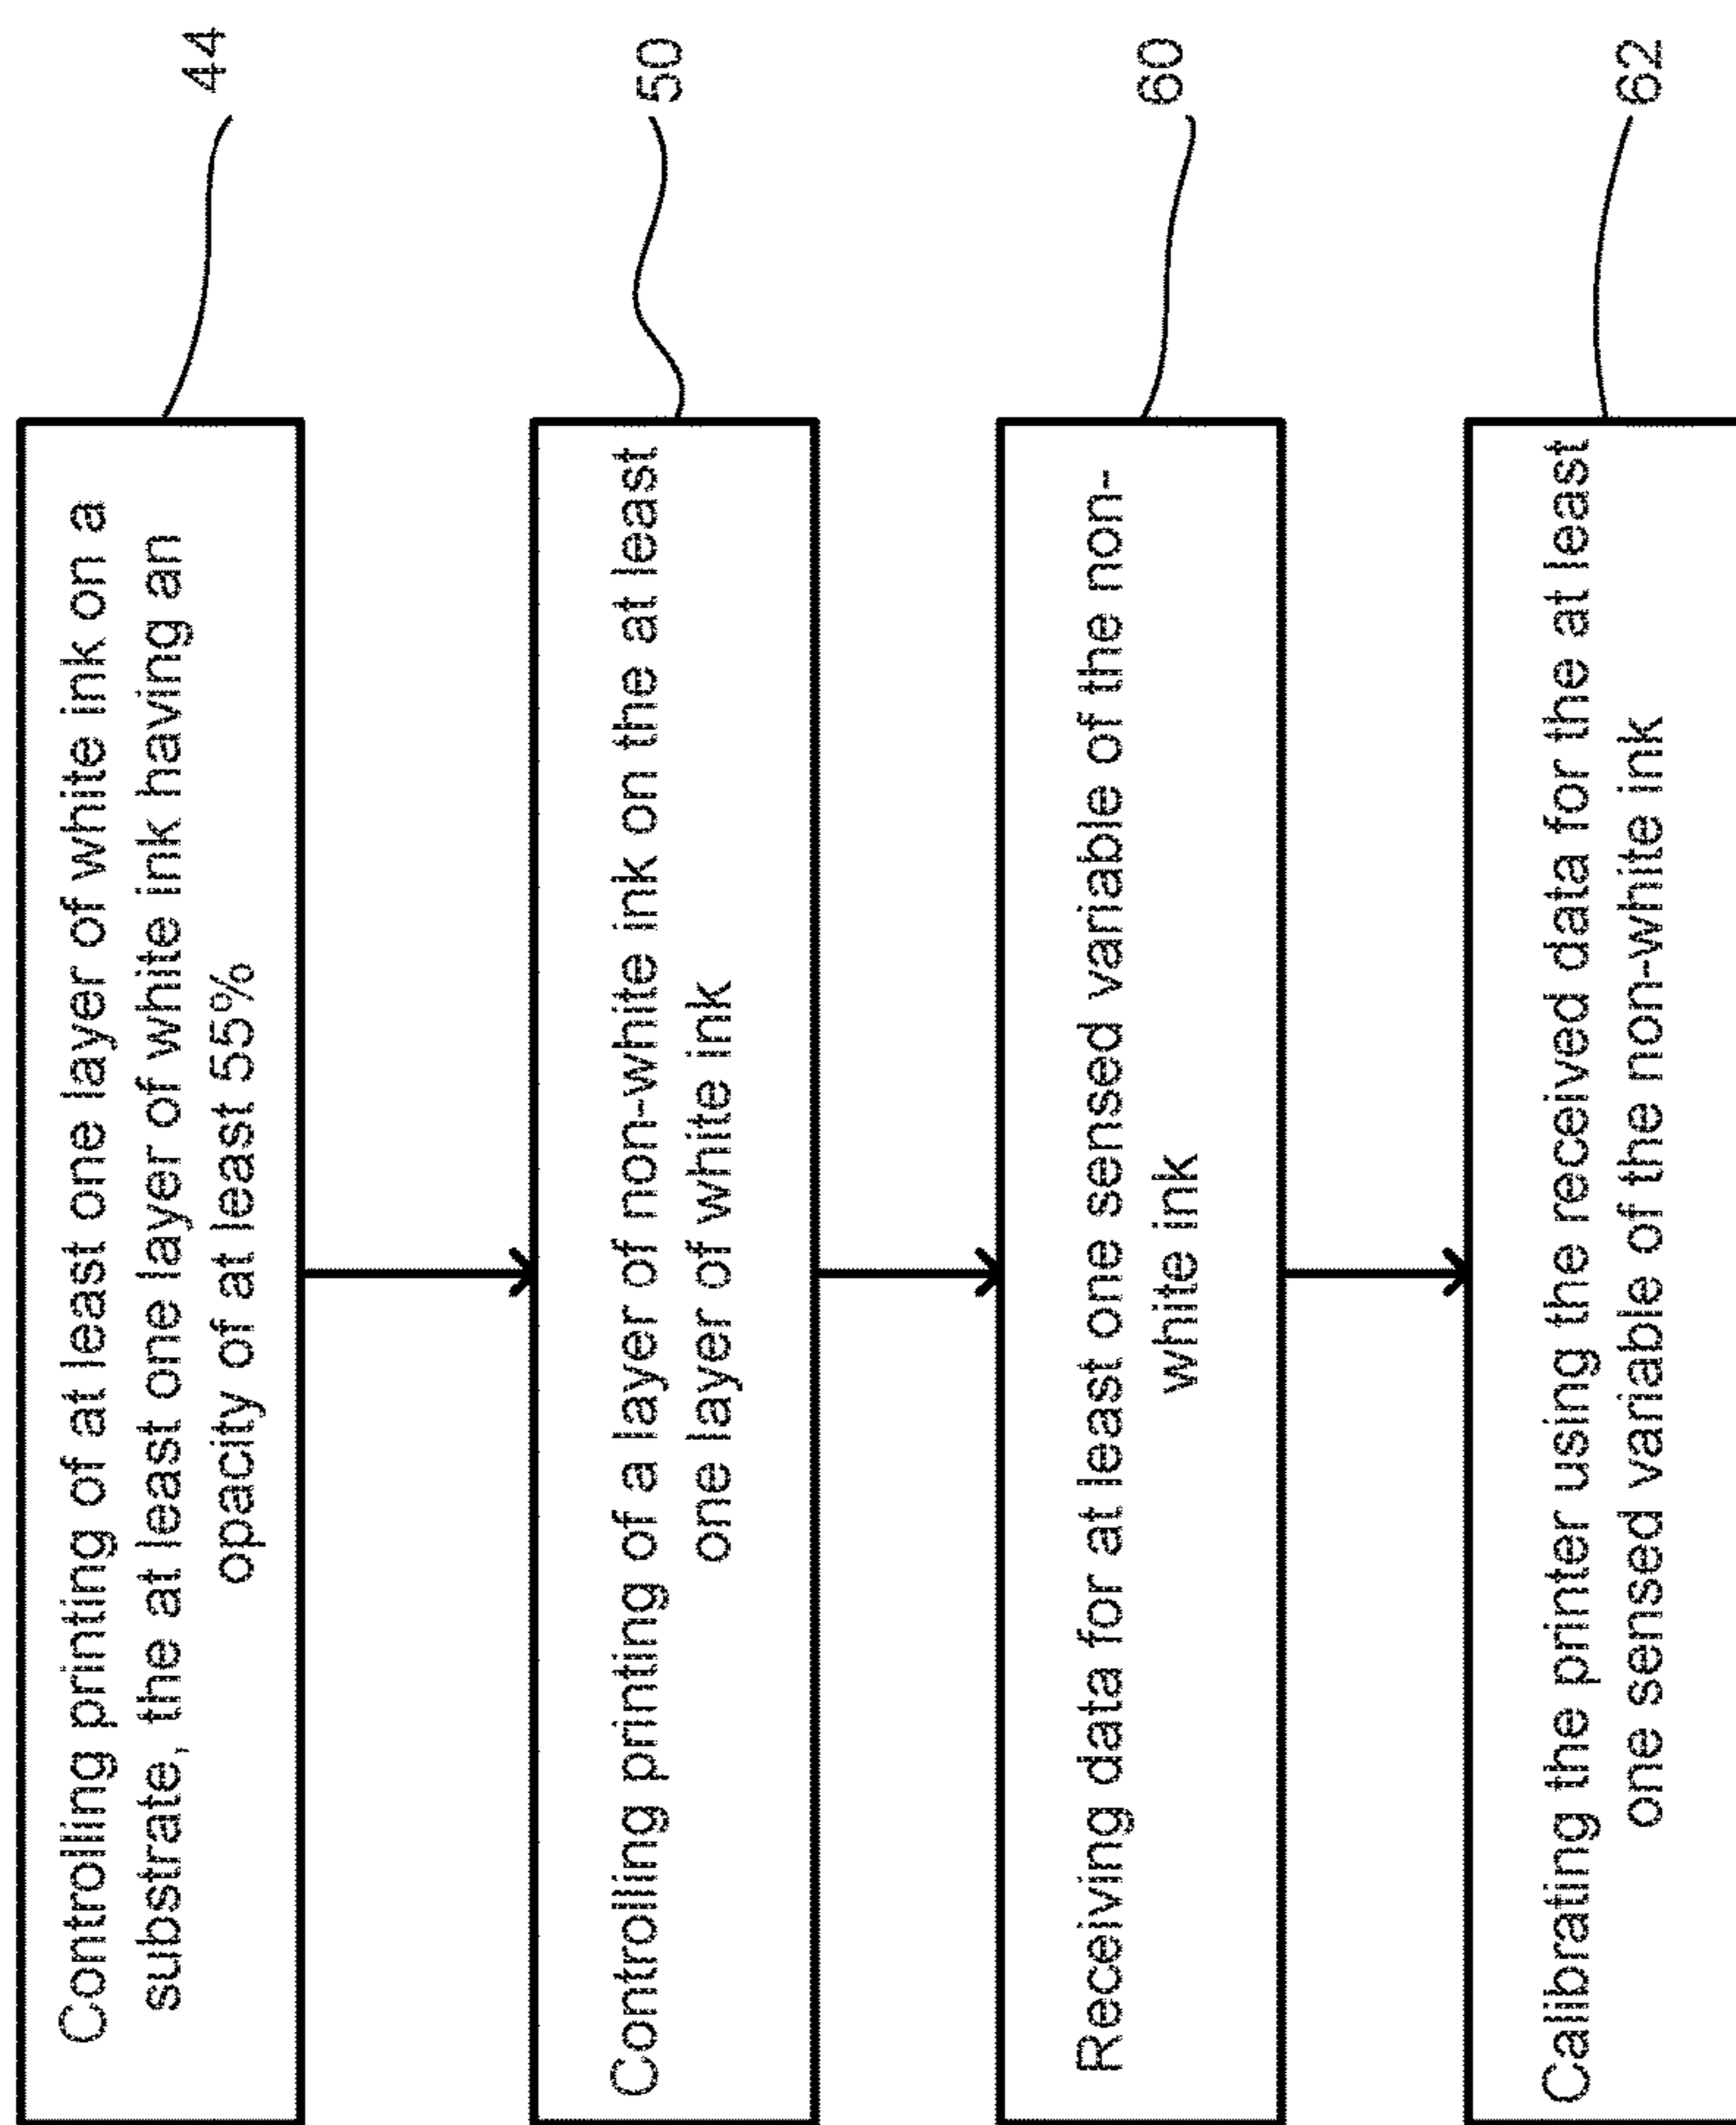 Controlling printing of at least one layer of white ink on a
substrate, the at least one layer of white ink having an
opacity of at least 55%
44
Controlling printing of a layer of non-white ink on the at least
one layer of white ink
50
Receiving data for at least one sensed variable of the non-
white ink
60
Calibrating the printer using the received data for the at least
one sensed variable of the non-white ink
62